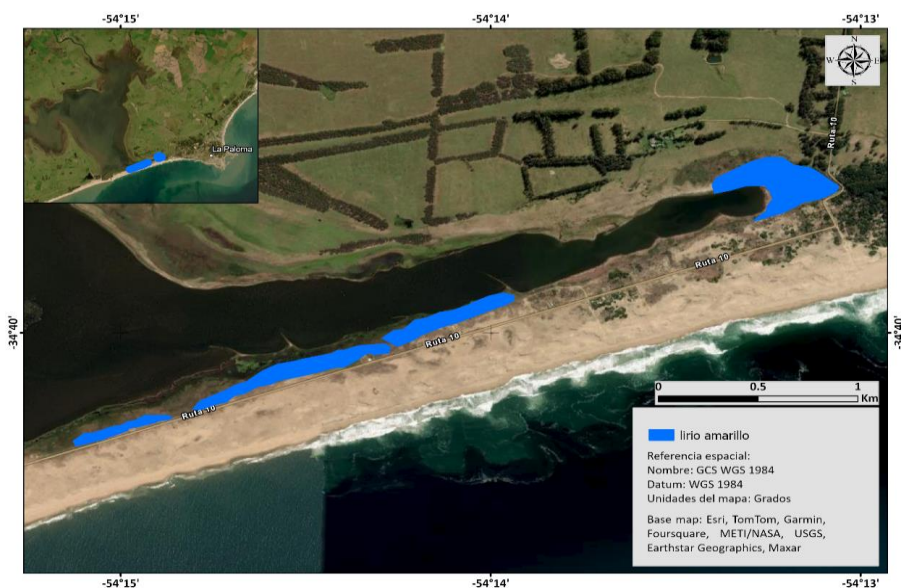 -54°15'
-54°14'
-54°13'
N
W
E
S
La Paloma
Ruta-10
Ruta-10
Ruta-10
Ruta-10
-34°40'
-34°40'
0
0.5
1
Km
lirio amarillo
Referencia espacial:
Nombre: GCS WGS 1984
Datum: WGS 1984
Unidades del mapa: Grados
Base map: Esri, TomTom, Garmin,
Foursquare, METI/NASA, USGS,
Earthstar Geographics, Maxar
-54°15'
-54°14'
-54°13'